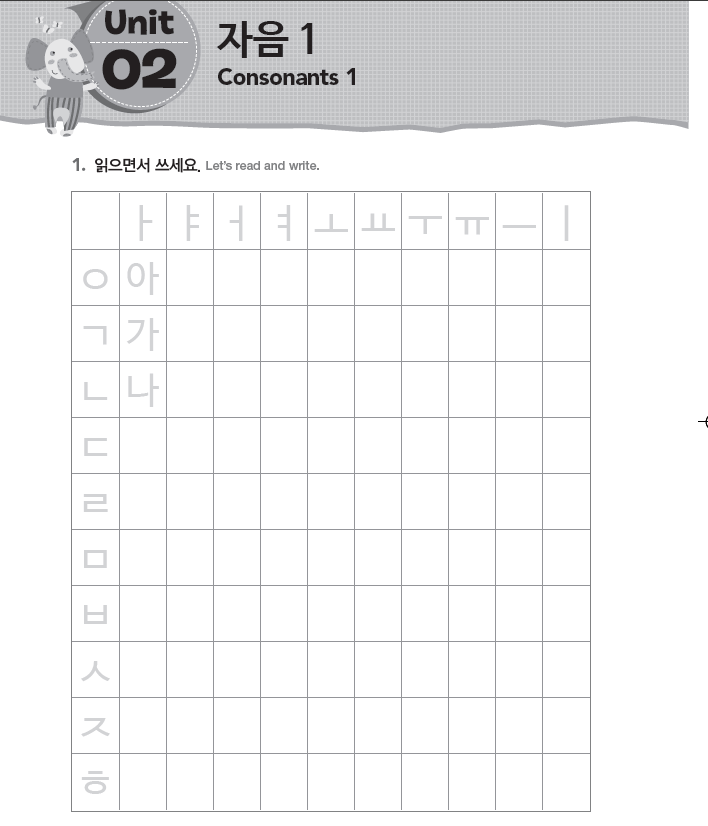 Unit
02
자음 1
Consonants 1
1. 읽으면서 쓰세요. Let's read and write.
ㅏ ㅑ ㅓ ㅕ ㅗ ㅛ ㅜ ㅠ ㅡ ㅣ
ㅇ 아
ㄱ 가
ㄴ 나
ㄷ
ㄹ
ㅁ
ㅂ
ㅅ
ㅈ
ㅎ